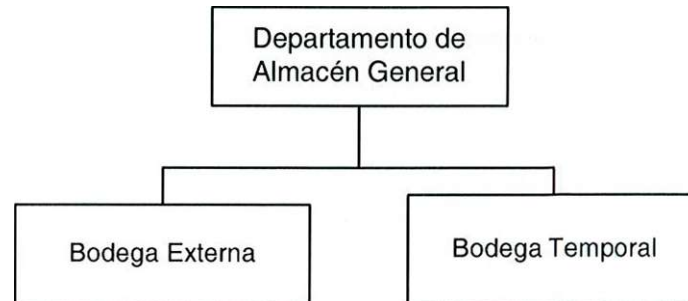 Departamento de
Almacén General
Bodega Externa
Bodega Temporal